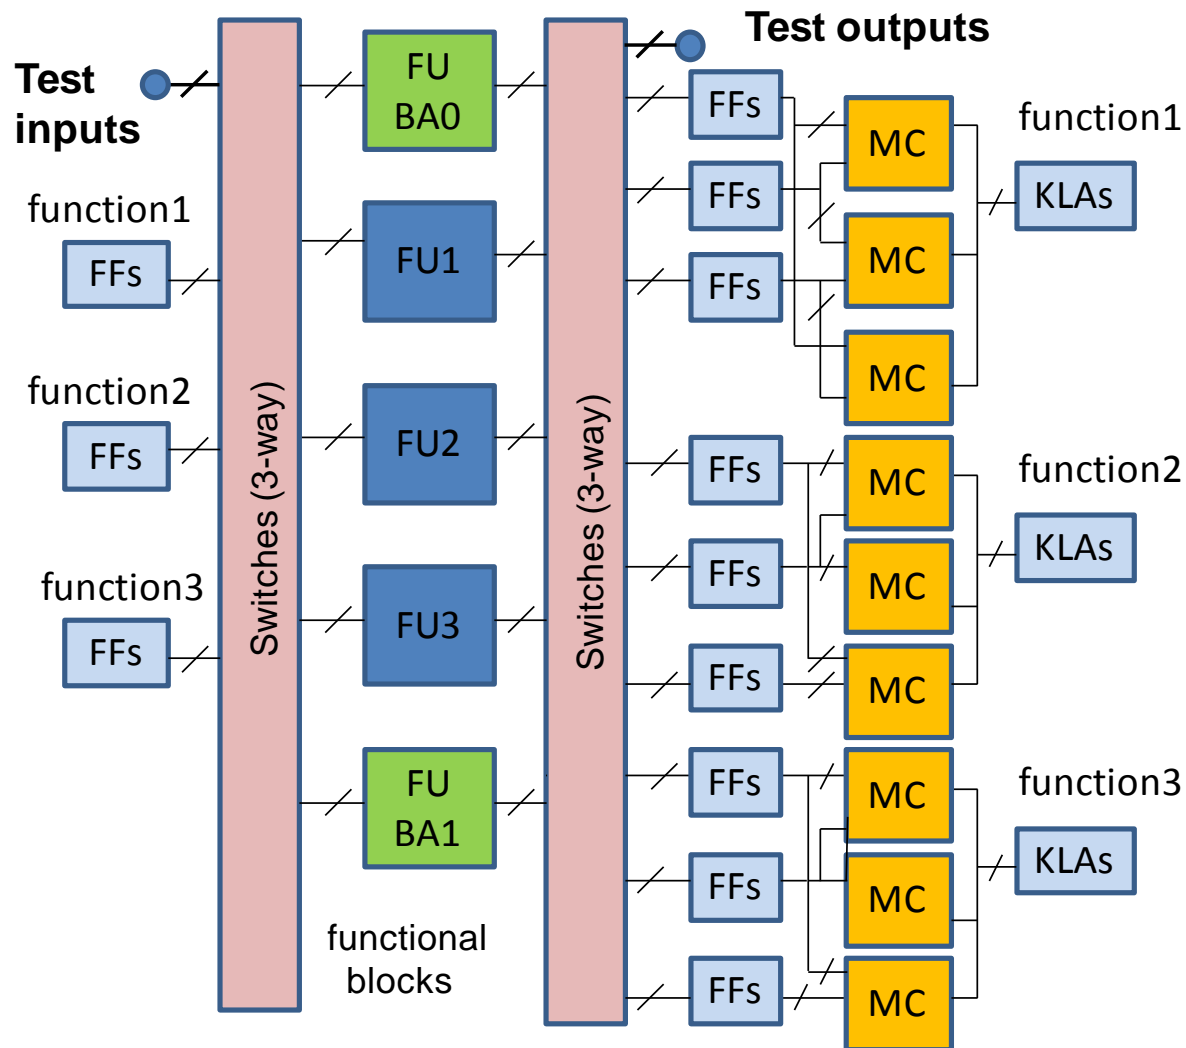 Test
inputs
function1
FFs
function2
FFs
function3
FFs
Switches (3-way)
FU
BA0
FU1
FU2
FU3
FU
BA1
functional
blocks
Switches (3-way)
Test outputs
FFs
FFs
FFs
MC
MC
MC
function1
KLAs
FFs
FFs
FFs
MC
MC
MC
function2
KLAs
FFs
FFs
FFs
MC
MC
MC
function3
KLAs